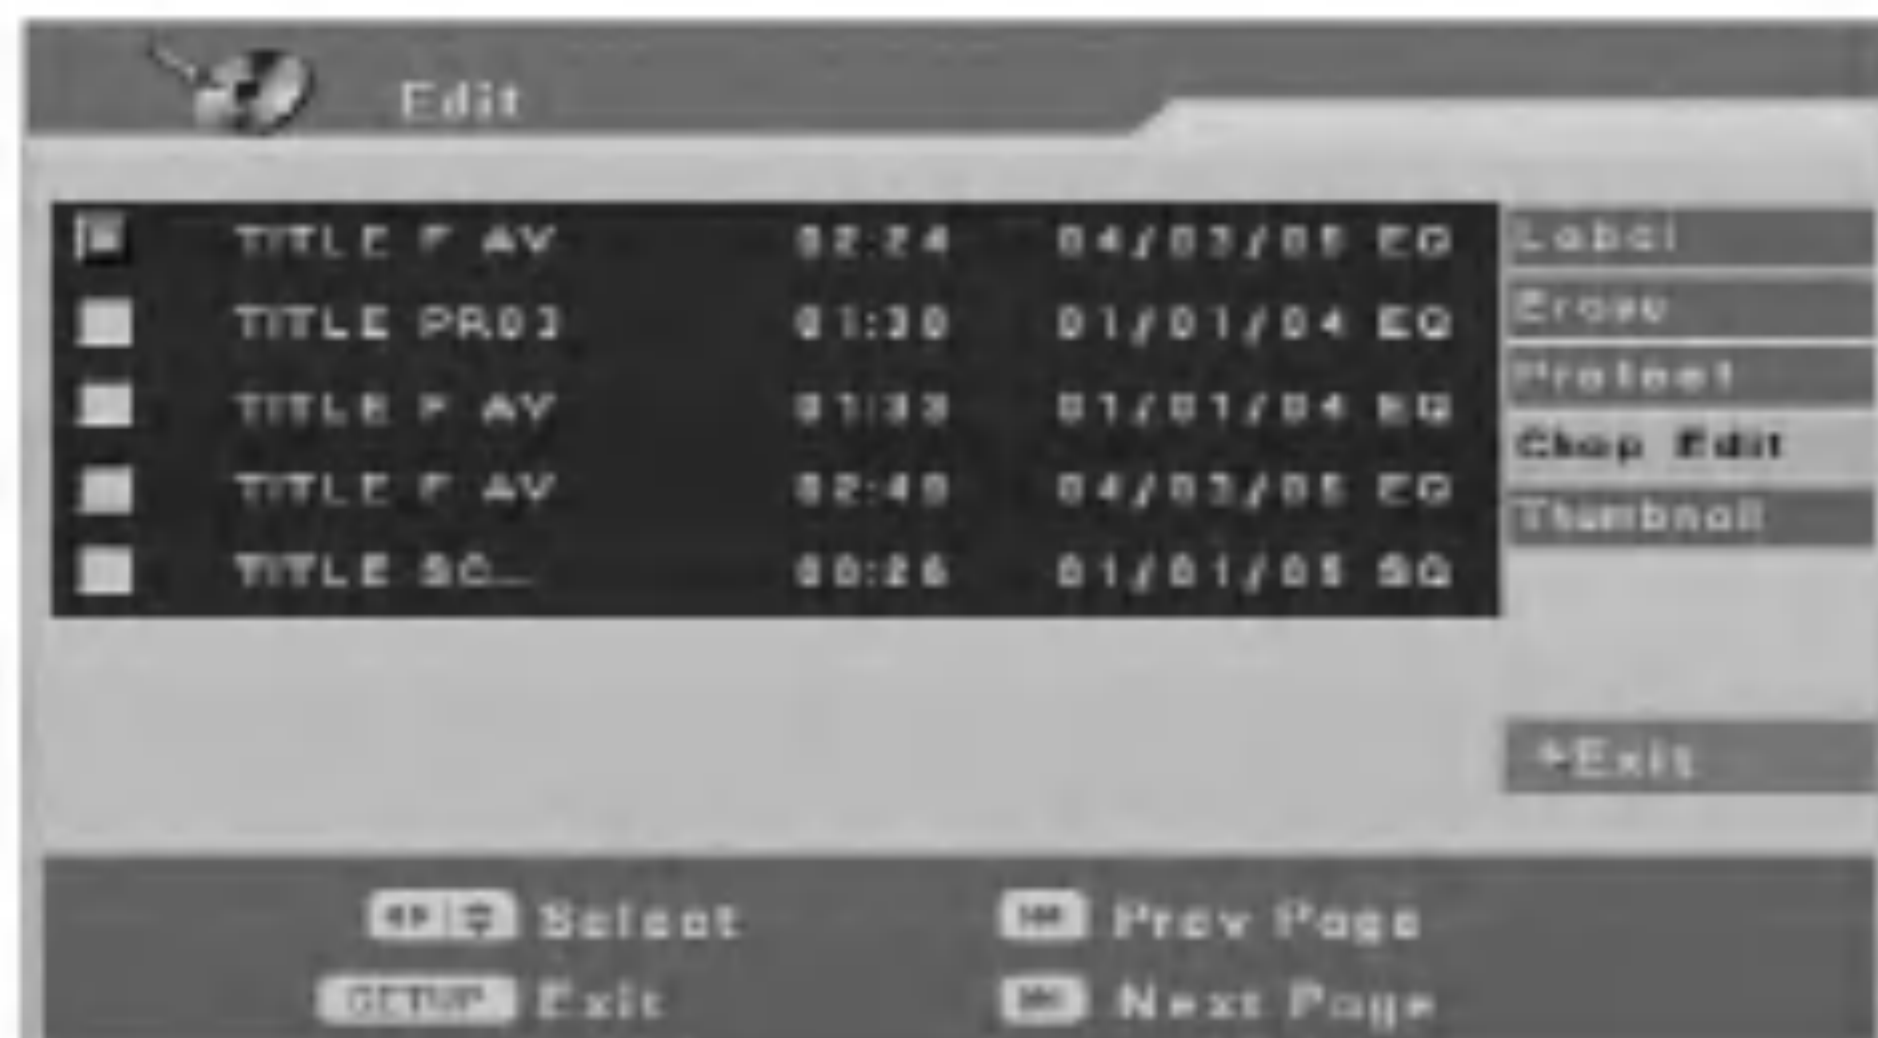 Edit
TITLE F AV 02:24 04/03/05 EQ
TITLE PR03 01:30 01/01/04 EQ
TITLE F AV 01:33 01/01/04 EQ
TITLE F AV 02:40 04/03/05 EQ
TITLE SC... 00:26 01/01/05 SQ
Label
Erase
Protect
Chap Edit
Thumbnail
Exit
Select
Prev Page
SETUP Exit
Next Page